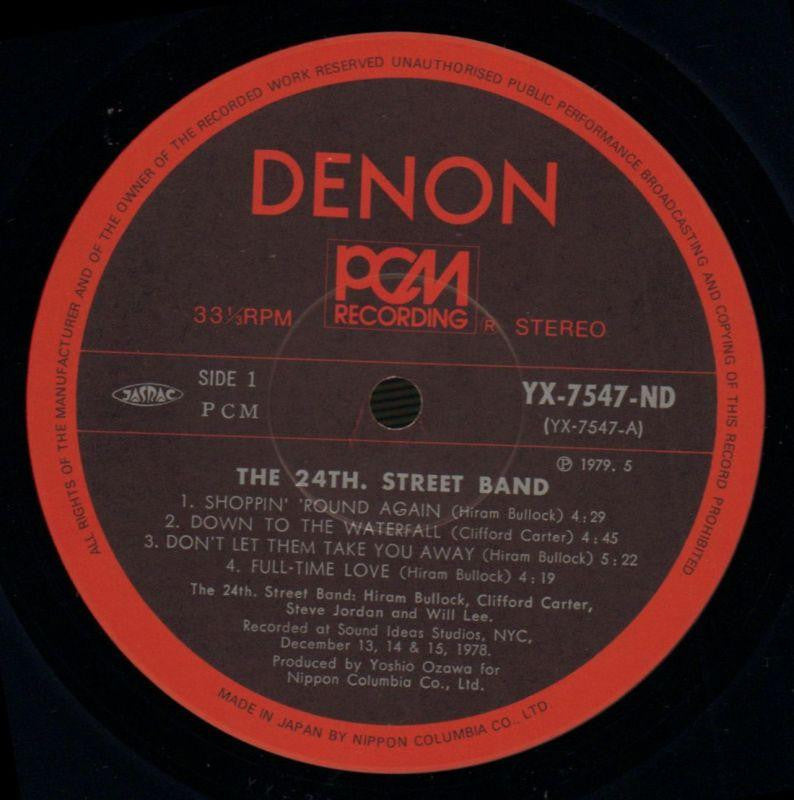 ALL RIGHTS OF THE MANUFACTURER AND OF THE OWNER OF THE RECORDED WORK RESERVED UNAUTHORISED PUBLIC PERFORMANCE BROADCASTING AND COPYING OF THIS RECORD PROHIBITED
DENON
PCM
RECORDING
33⅓RPM
R STEREO
JASRAC
SIDE 1
PCM
YX-7547-ND
(YX-7547-A)
Ⓟ 1979. 5
THE 24TH. STREET BAND
1. SHOPPIN' 'ROUND AGAIN (Hiram Bullock) 4:29
2. DOWN TO THE WATERFALL (Clifford Carter) 4:45
3. DON'T LET THEM TAKE YOU AWAY (Hiram Bullock) 5:22
4. FULL-TIME LOVE (Hiram Bullock) 4:19
The 24th. Street Band: Hiram Bullock, Clifford Carter,
Steve Jordan and Will Lee.
Recorded at Sound Ideas Studios, NYC,
December 13, 14 & 15, 1978.
Produced by Yoshio Ozawa for
Nippon Columbia Co., Ltd.
MADE IN JAPAN BY NIPPON COLUMBIA CO., LTD